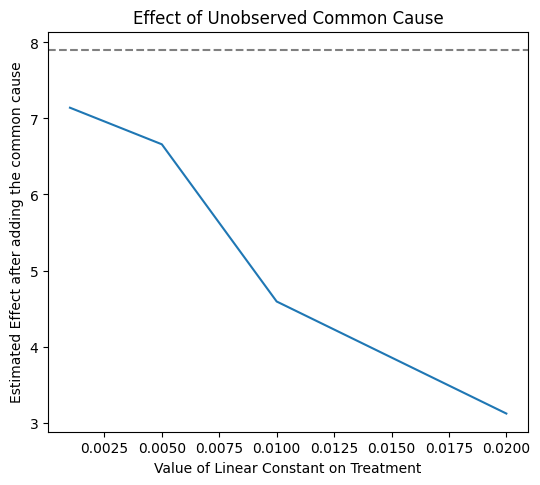 Effect of Unobserved Common Cause
Estimated Effect after adding the common cause
8
7
6
5
4
3
0.0025 0.0050 0.0075 0.0100 0.0125 0.0150 0.0175 0.0200
Value of Linear Constant on Treatment